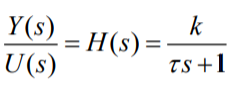 Y(s)/U(s) = H(s) = k/(τs+1)